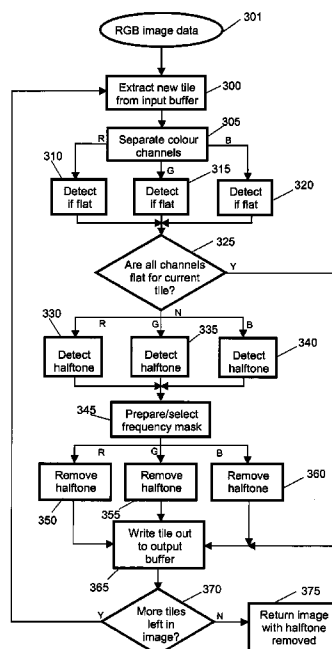 301
RGB image data
300
Extract new tile
from input buffer
305
Separate colour
channels
R
G
B
310
315
320
Detect
if flat
Detect
if flat
Detect
if flat
325
Are all channels
flat for current
tile?
Y
N
330
335
340
R
G
B
Detect
halftone
Detect
halftone
Detect
halftone
345
Prepare/select
frequency mask
R
G
B
Remove
halftone
Remove
halftone
Remove
halftone
350
355
360
Write tile out
to output
buffer
365
370
375
More tiles
left in
image?
Y
N
Return image
with halftone
removed